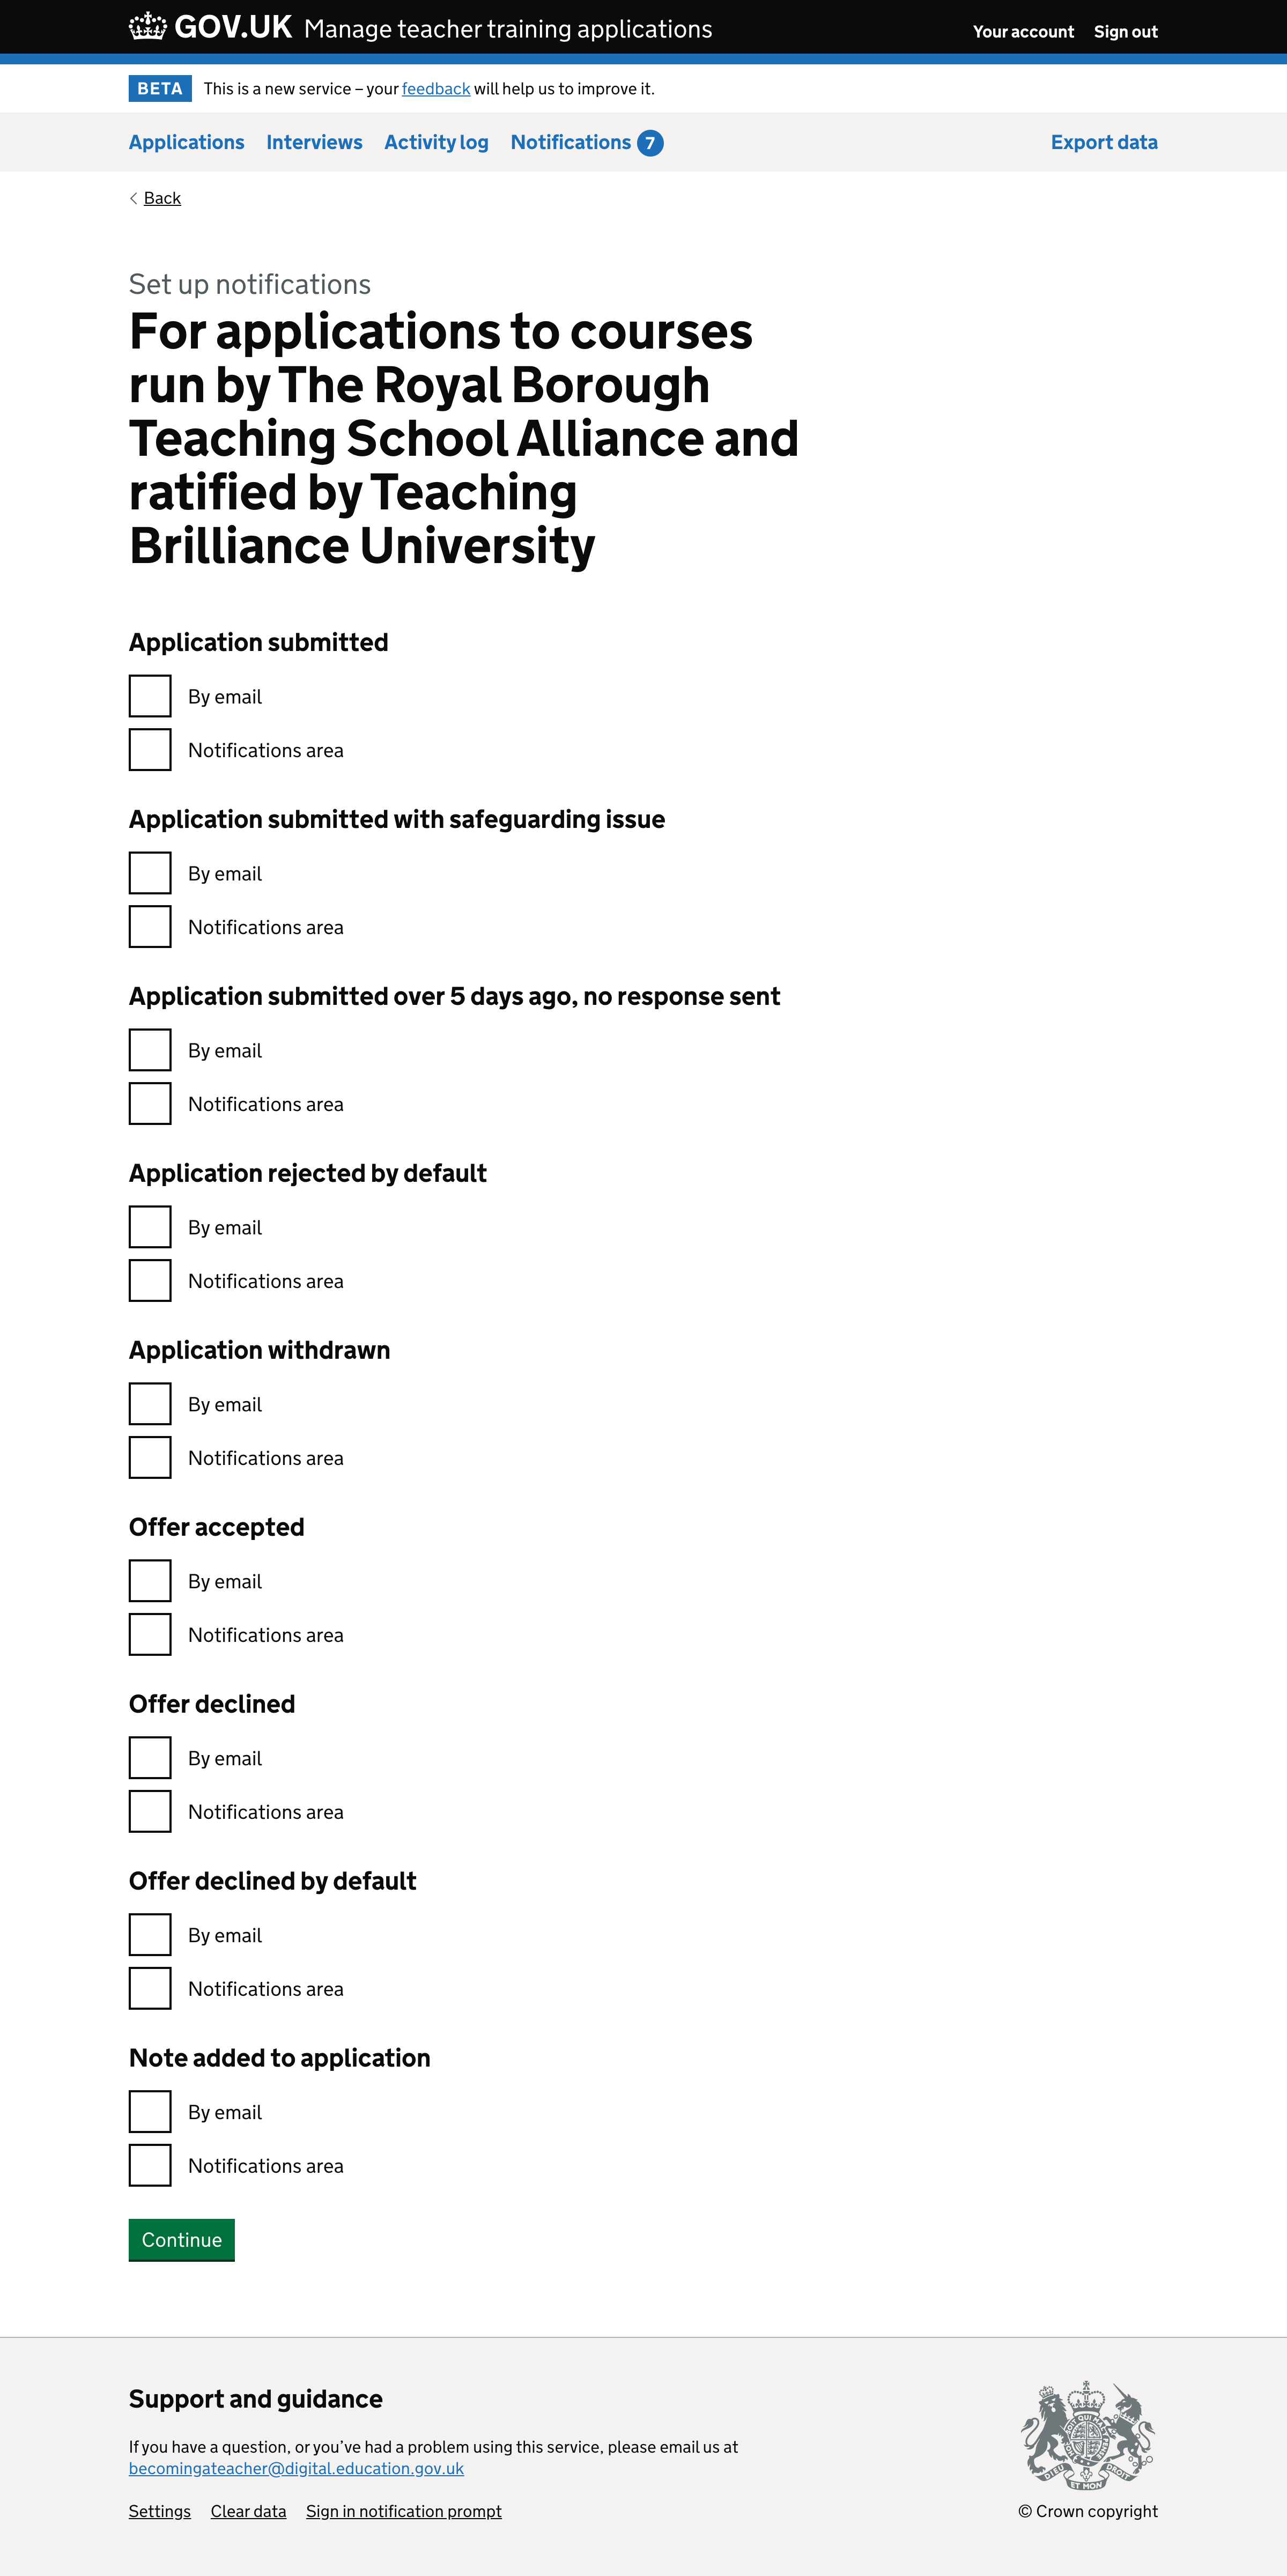 GOV.UK Manage teacher training applications
Your account Sign out
BETA This is a new service – your feedback will help us to improve it.
Applications Interviews Activity log Notifications 7 Export data
Back
Set up notifications
For applications to courses
run by The Royal Borough
Teaching School Alliance and
ratified by Teaching
Brilliance University
Application submitted
By email
Notifications area
Application submitted with safeguarding issue
By email
Notifications area
Application submitted over 5 days ago, no response sent
By email
Notifications area
Application rejected by default
By email
Notifications area
Application withdrawn
By email
Notifications area
Offer accepted
By email
Notifications area
Offer declined
By email
Notifications area
Offer declined by default
By email
Notifications area
Note added to application
By email
Notifications area
Continue
Support and guidance
If you have a question, or you’ve had a problem using this service, please email us at
becomingateacher@digital.education.gov.uk
DIEU ET MON DROIT
Settings Clear data Sign in notification prompt
© Crown copyright